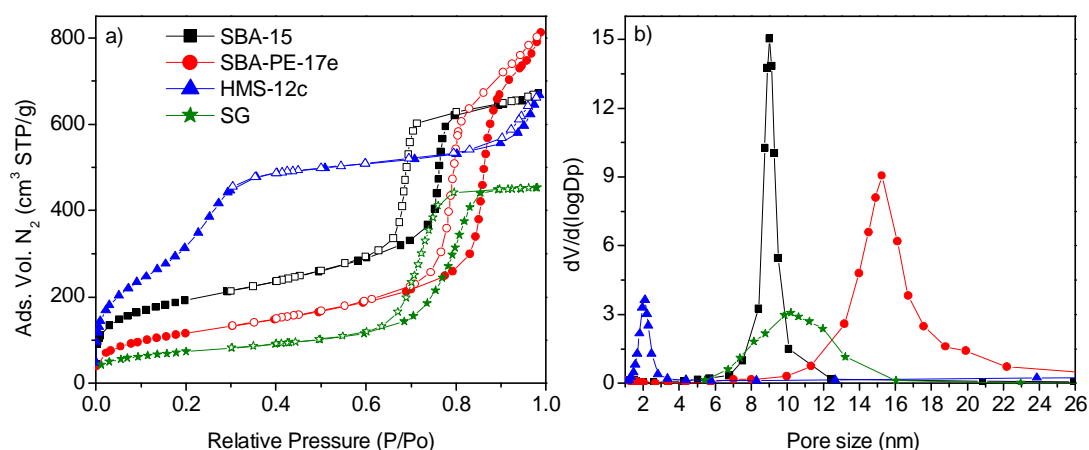 a)
SBA-15
SBA-PE-17e
HMS-12c
SG
800
600
400
200
0
0.0 0.2 0.4 0.6 0.8 1.0
Ads. Vol. N₂ (cm³ STP/g)
Relative Pressure (P/Po)
b)
15
12
9
6
3
0
2 4 6 8 10 12 14 16 18 20 22 24 26
dV/d(logDp)
Pore size (nm)